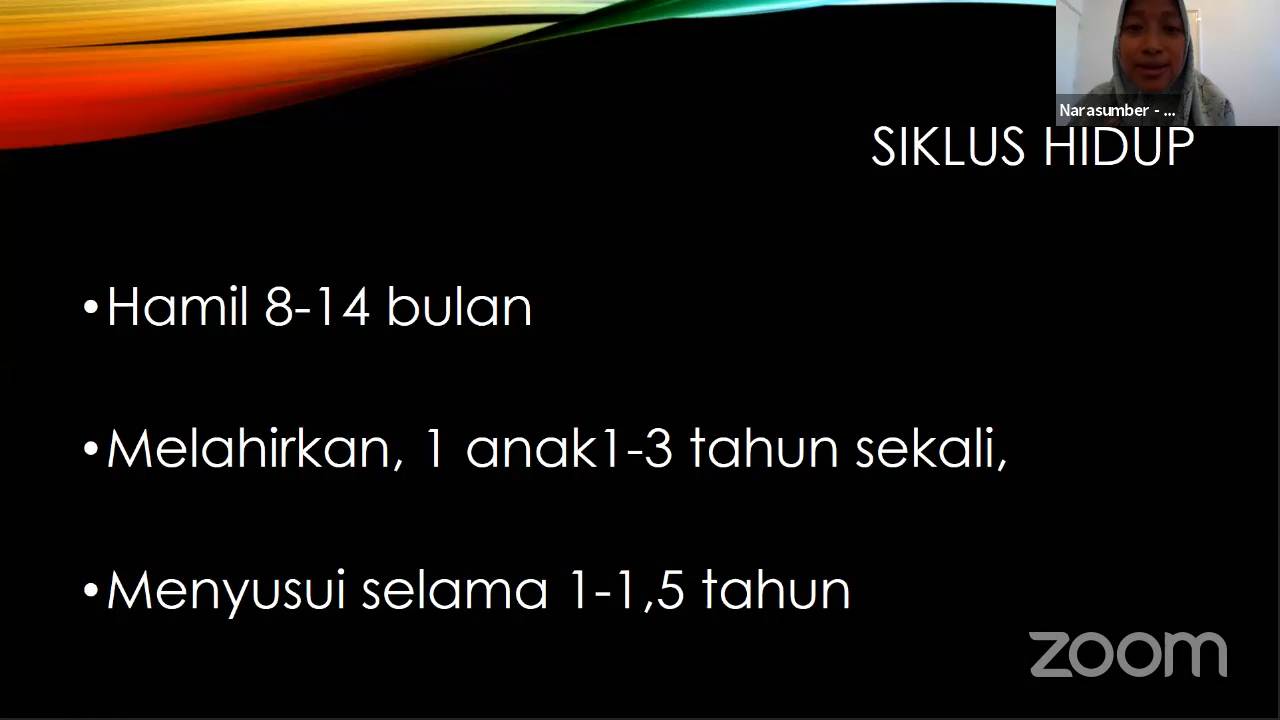 Narasumber - ...
SIKLUS HIDUP
•Hamil 8-14 bulan
•Melahirkan, 1 anak1-3 tahun sekali,
•Menyusui selama 1-1,5 tahun
zoom